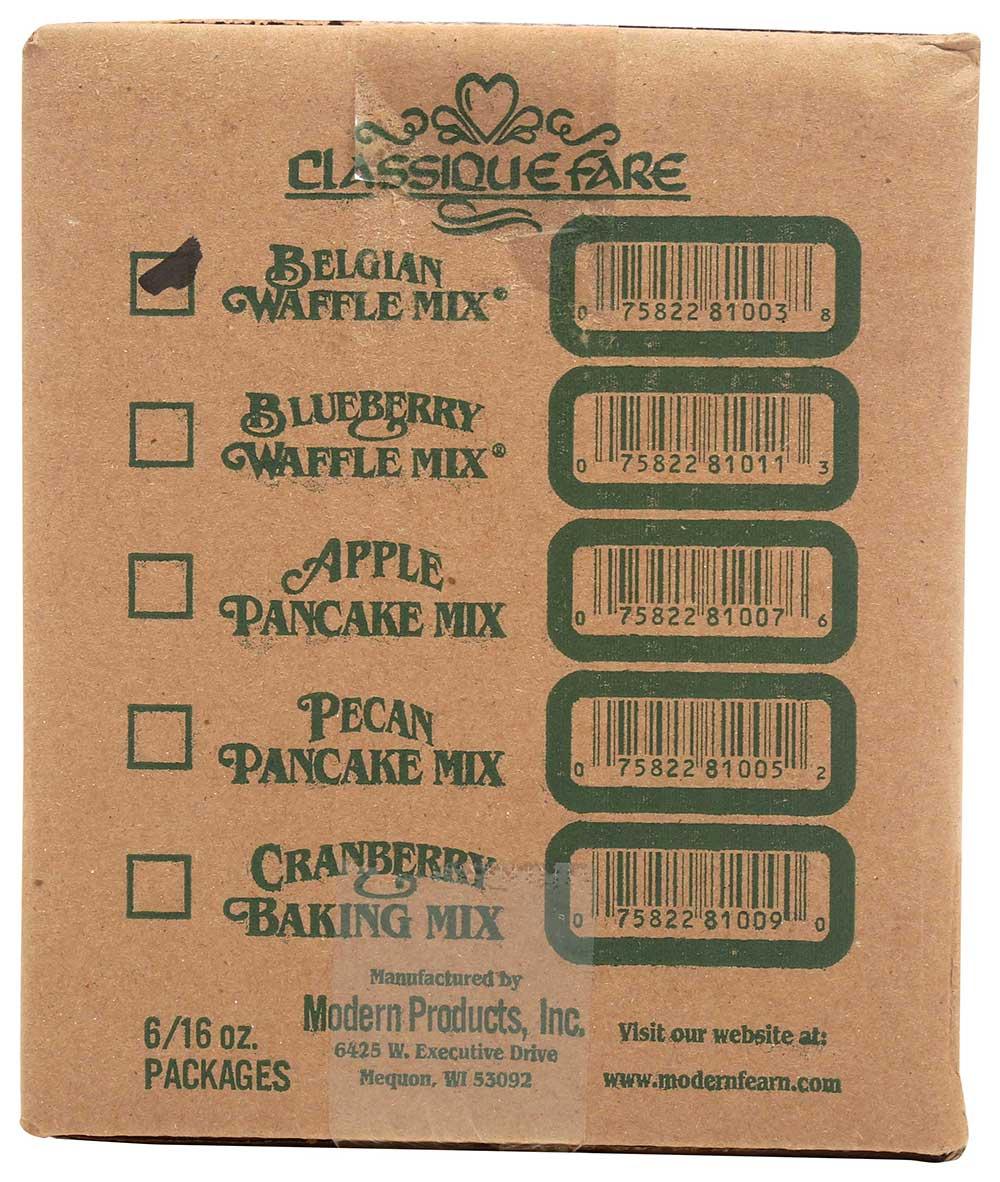 CLASSIQUE FARE
BELGIAN
WAFFLE MIX®
0 75822 81003 8
BLUEBERRY
WAFFLE MIX®
0 75822 81011 3
APPLE
PANCAKE MIX
0 75822 81007 6
PECAN
PANCAKE MIX
0 75822 81005 2
CRANBERRY
BAKING MIX
0 75822 81009 0
6/16 oz.
PACKAGES
Manufactured by
Modern Products, Inc.
6425 W. Executive Drive
Mequon, WI 53092
Visit our website at:
www.modernfearn.com